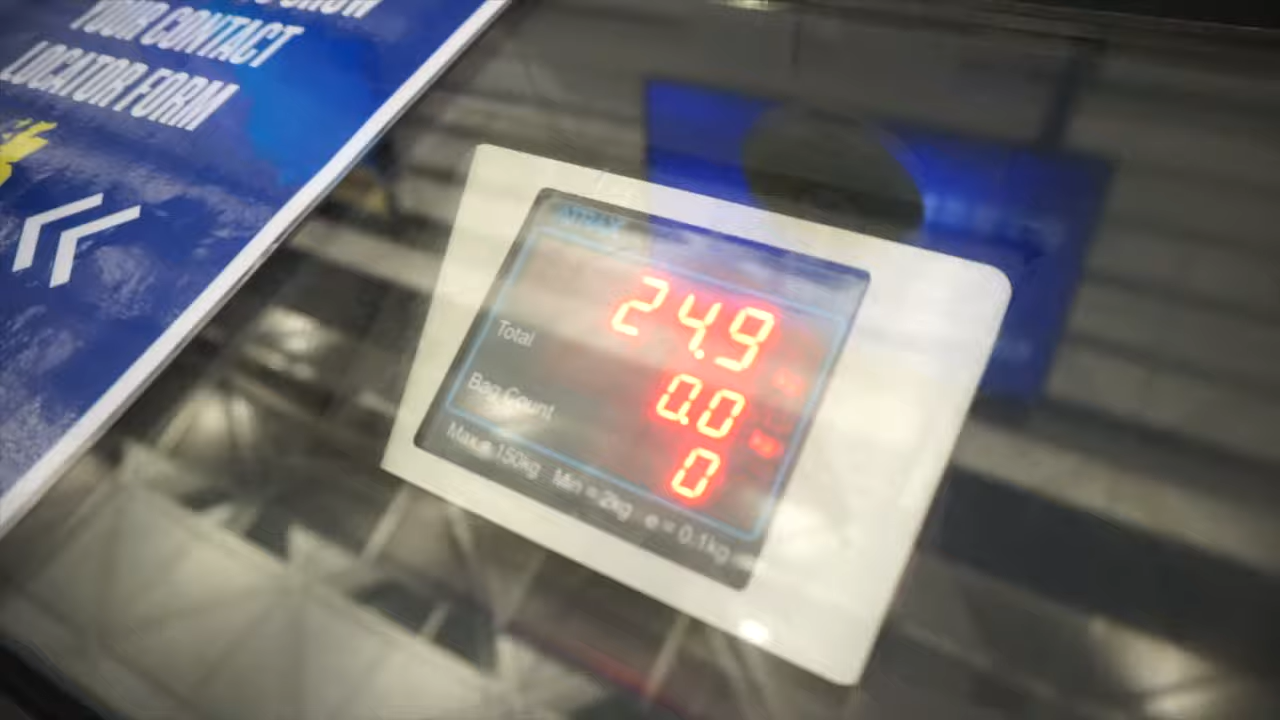 YOUR CONTACT
LOCATOR FORM
24.9
Total 0.0
Bag Count 0
Max = 150kg Min = 2kg e = 0.1kg